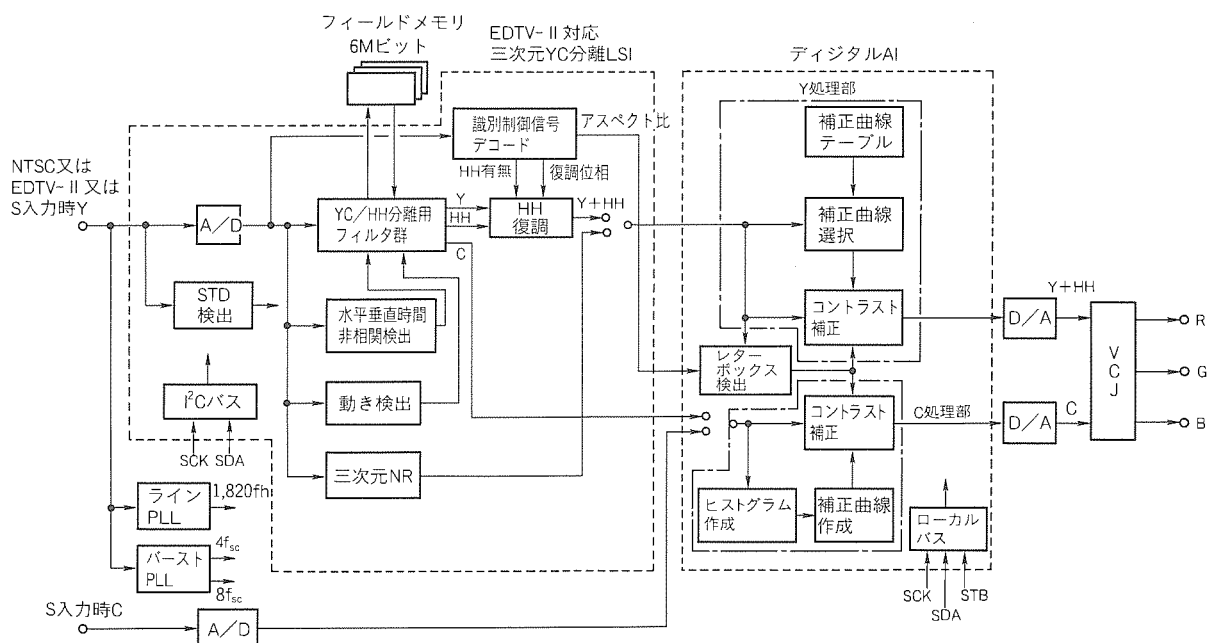 フィールドメモリ
6Mビット
EDTV-II対応
三次元YC分離LSI
ディジタルAI
Y処理部
補正曲線
テーブル
識別制御信号
デコード
アスペクト比
HH有無
復調位相
NTSC又は
EDTV-II又は
S入力時Y
A/D
YC/HH分離用
フィルタ群
Y
HH
C
HH
復調
Y+HH
補正曲線
選択
STD
検出
水平垂直時間
非相関検出
コントラスト
補正
D/A
Y+HH
VCJ
R
G
B
レター
ボックス
検出
I²Cバス
SCK
SDA
動き検出
コントラスト
補正
C処理部
D/A
C
三次元NR
ライン
PLL
1,820fh
ヒストグラム
作成
補正曲線
作成
ローカル
バス
バースト
PLL
4fsc
8fsc
SCK
SDA
STB
S入力時C
A/D